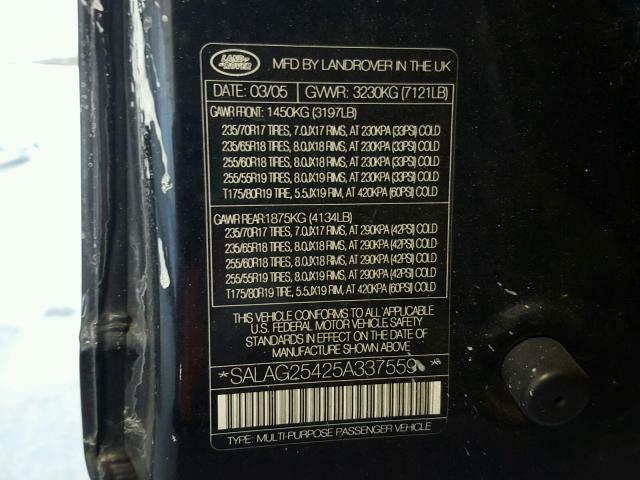 LAND ROVER
MFD BY LANDROVER IN THE UK
DATE: 03/05 GVWR: 3230KG (7121LB)
GAWR FRONT: 1450KG (3197LB)
235/70R17 TIRES, 7.0JX17 RIMS, AT 230KPA (33PSI) COLD
235/65R18 TIRES, 8.0JX18 RIMS, AT 230KPA (33PSI) COLD
255/60R18 TIRES, 8.0JX18 RIMS, AT 230KPA (33PSI) COLD
255/55R19 TIRES, 8.0JX19 RIMS, AT 230KPA (33PSI) COLD
T175/80R19 TIRE, 5.5JX19 RIM, AT 420KPA (60PSI) COLD
GAWR REAR: 1875KG (4134LB)
235/70R17 TIRES, 7.0JX17 RIMS, AT 290KPA (42PSI) COLD
235/65R18 TIRES, 8.0JX18 RIMS, AT 290KPA (42PSI) COLD
255/60R18 TIRES, 8.0JX18 RIMS, AT 290KPA (42PSI) COLD
255/55R19 TIRES, 8.0JX19 RIMS, AT 290KPA (42PSI) COLD
T175/80R19 TIRE, 5.5JX19 RIM, AT 420KPA (60PSI) COLD
THIS VEHICLE CONFORMS TO ALL APPLICABLE
U.S. FEDERAL MOTOR VEHICLE SAFETY
STANDARDS IN EFFECT ON THE DATE OF
MANUFACTURE SHOWN ABOVE.
*SALAG25425A337559*
TYPE: MULTI-PURPOSE PASSENGER VEHICLE